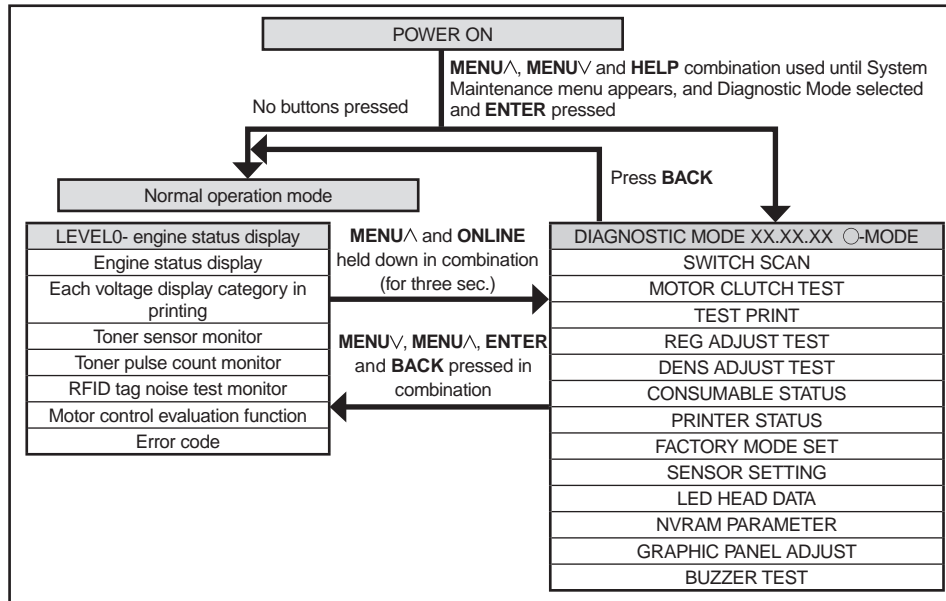 POWER ON
MENU∧, MENU∨ and HELP combination used until System
Maintenance menu appears, and Diagnostic Mode selected
and ENTER pressed
No buttons pressed
Press BACK
Normal operation mode
LEVEL0- engine status display
Engine status display
Each voltage display category in
printing
Toner sensor monitor
Toner pulse count monitor
RFID tag noise test monitor
Motor control evaluation function
Error code
MENU∧ and ONLINE
held down in combination
(for three sec.)
MENU∨, MENU∧, ENTER
and BACK pressed in
combination
DIAGNOSTIC MODE XX.XX.XX ○-MODE
SWITCH SCAN
MOTOR CLUTCH TEST
TEST PRINT
REG ADJUST TEST
DENS ADJUST TEST
CONSUMABLE STATUS
PRINTER STATUS
FACTORY MODE SET
SENSOR SETTING
LED HEAD DATA
NVRAM PARAMETER
GRAPHIC PANEL ADJUST
BUZZER TEST